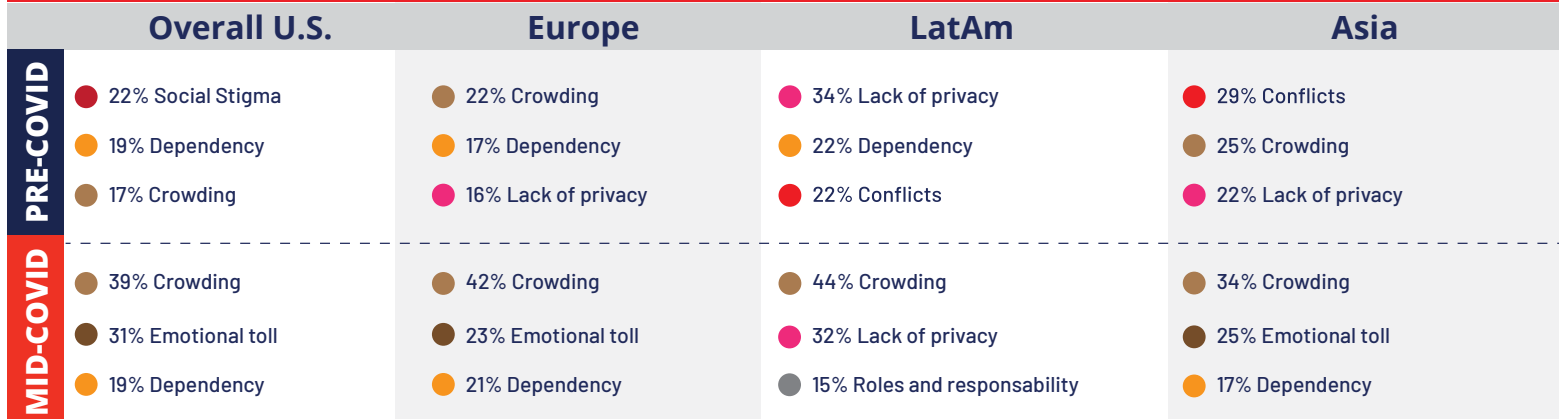 Overall U.S. Europe LatAm Asia
PRE-COVID
22% Social Stigma 22% Crowding 34% Lack of privacy 29% Conflicts
19% Dependency 17% Dependency 22% Dependency 25% Crowding
17% Crowding 16% Lack of privacy 22% Conflicts 22% Lack of privacy
MID-COVID
39% Crowding 42% Crowding 44% Crowding 34% Crowding
31% Emotional toll 23% Emotional toll 32% Lack of privacy 25% Emotional toll
19% Dependency 21% Dependency 15% Roles and responsability 17% Dependency